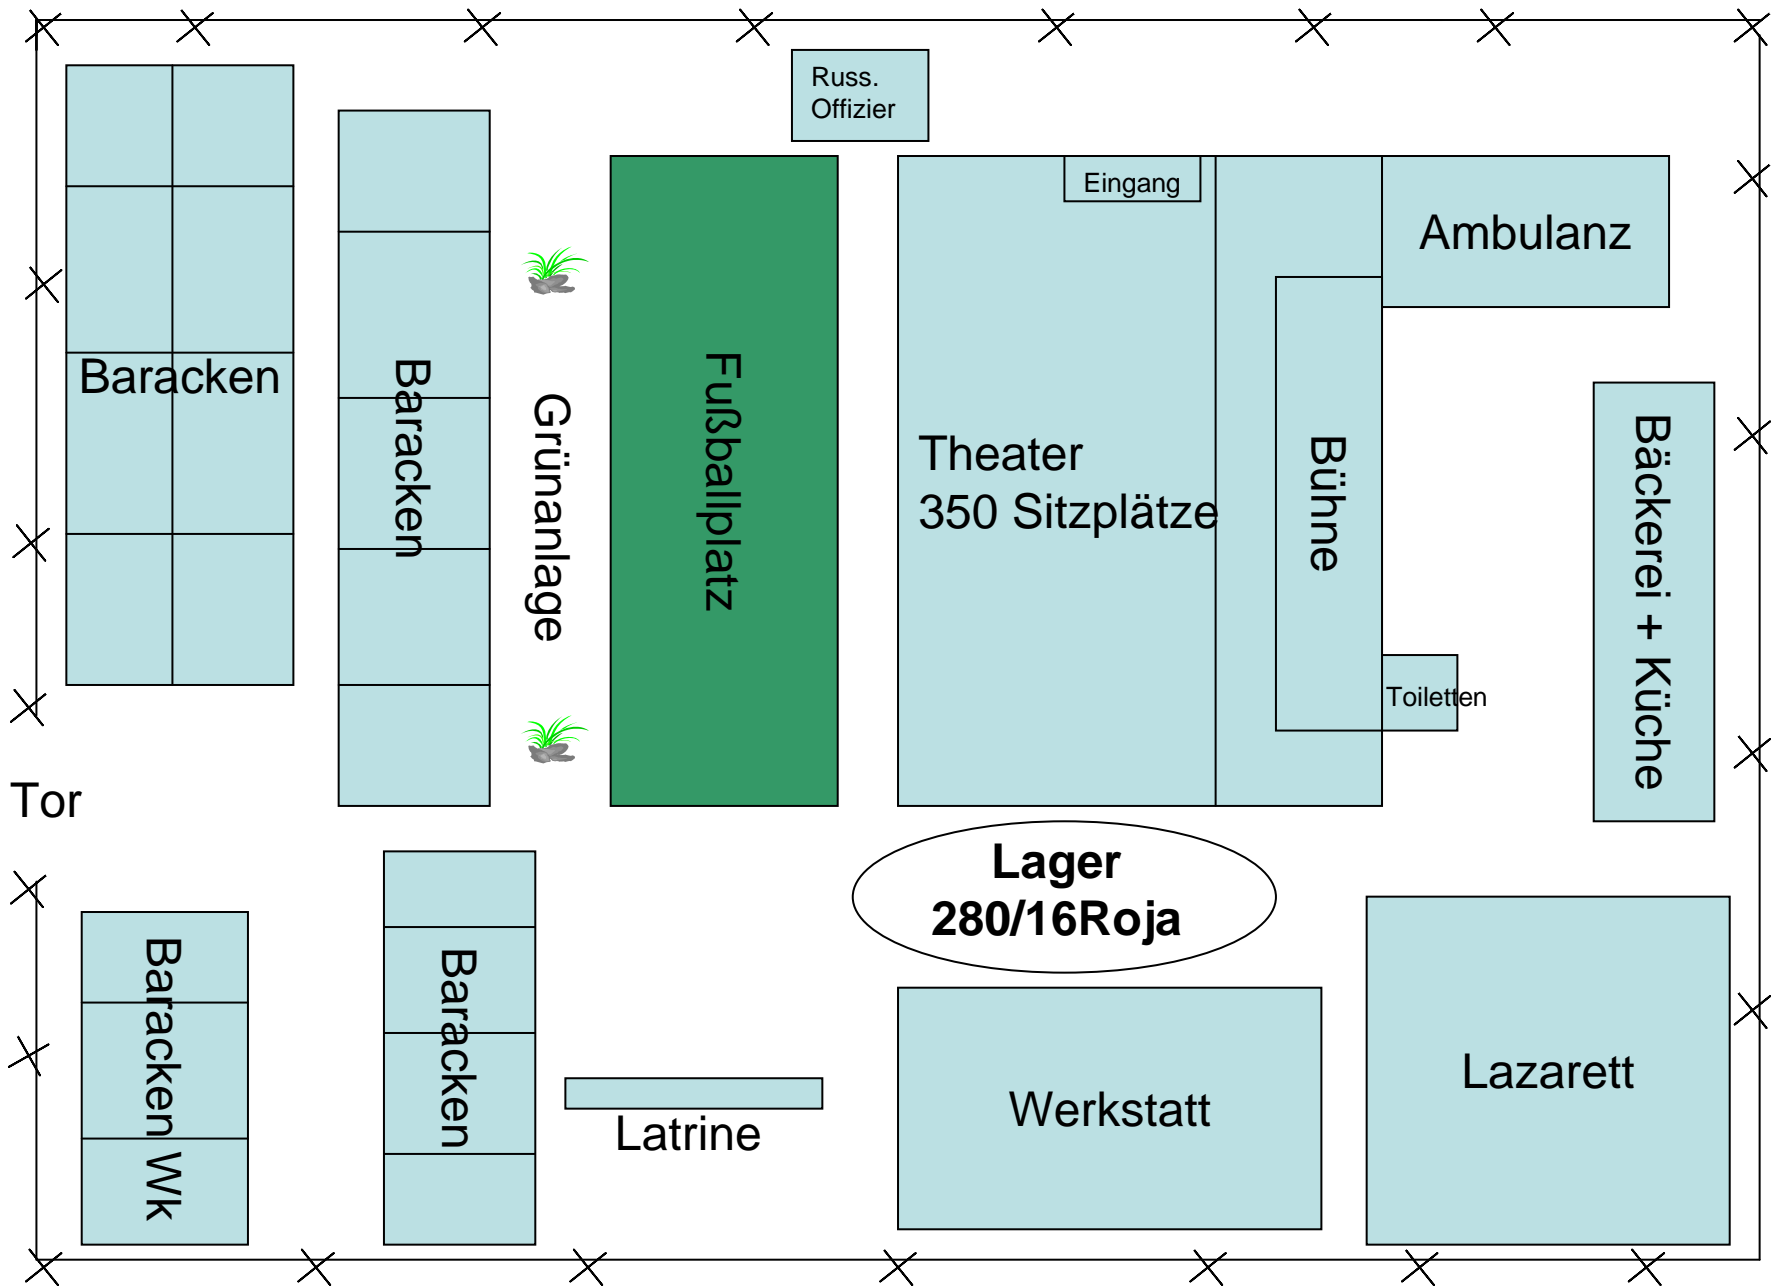 Russ.
Offizier
Eingang
Ambulanz
Baracken
Baracken
Grünanlage
Fußballplatz
Theater
350 Sitzplätze
Bühne
Bäckerei + Küche
Toiletten
Tor
Lager
280/16Roja
Baracken Wk
Baracken
Latrine
Werkstatt
Lazarett